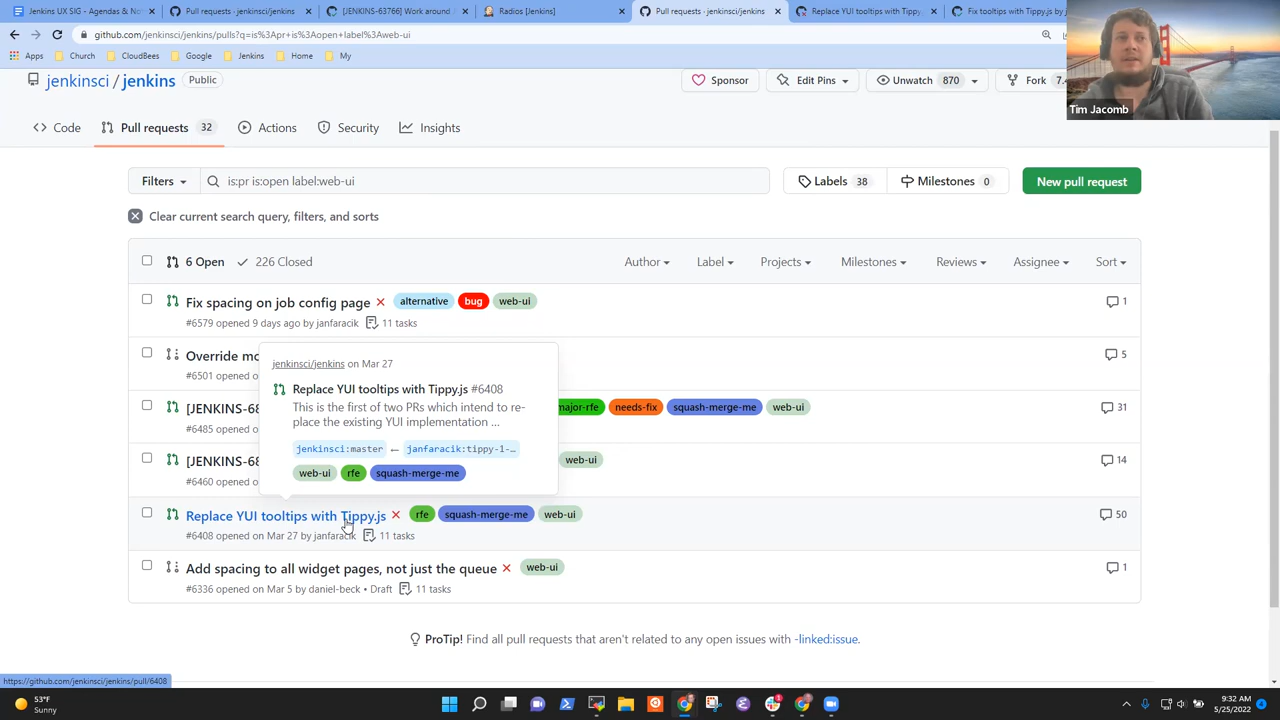 Jenkins UX SIG - Agendas & No
Pull requests · jenkinsci/jenkins
[JENKINS-63766] Work around
Radios [Jenkins]
Pull requests · jenkinsci/jenkins
Replace YUI tooltips with Tippy.
Fix tooltips with Tippy.js by
github.com/jenkinsci/jenkins/pulls?q=is%3Apr+is%3Aopen+label%3Aweb-ui
Apps Church CloudBees Google Jenkins Home My
Tim Jacomb
jenkinsci / jenkins Public
Sponsor Edit Pins Unwatch 870 Fork 7.
Code Pull requests 32 Actions Security Insights
Filters is:pr is:open label:web-ui Labels 38 Milestones 0 New pull request
Clear current search query, filters, and sorts
6 Open 226 Closed Author Label Projects Milestones Reviews Assignee Sort
Fix spacing on job config page alternative bug web-ui 1
#6579 opened 9 days ago by janfaracik 11 tasks
Override mo 5
#6501 opened o
[JENKINS-68 major-rfe needs-fix squash-merge-me web-ui 31
#6485 opened o
[JENKINS-68 web-ui 14
#6460 opened o
jenkinsci/jenkins on Mar 27
Replace YUI tooltips with Tippy.js #6408
This is the first of two PRs which intend to re-
place the existing YUI implementation ...
jenkinsci:master ← janfaracik:tippy-1-…
web-ui rfe squash-merge-me
Replace YUI tooltips with Tippy.js rfe squash-merge-me web-ui 50
#6408 opened on Mar 27 by janfaracik 11 tasks
Add spacing to all widget pages, not just the queue web-ui 1
#6336 opened on Mar 5 by daniel-beck • Draft 11 tasks
ProTip! Find all pull requests that aren't related to any open issues with -linked:issue.
https://github.com/jenkinsci/jenkins/pull/6408
53°F
Sunny
9:32 AM
5/25/2022